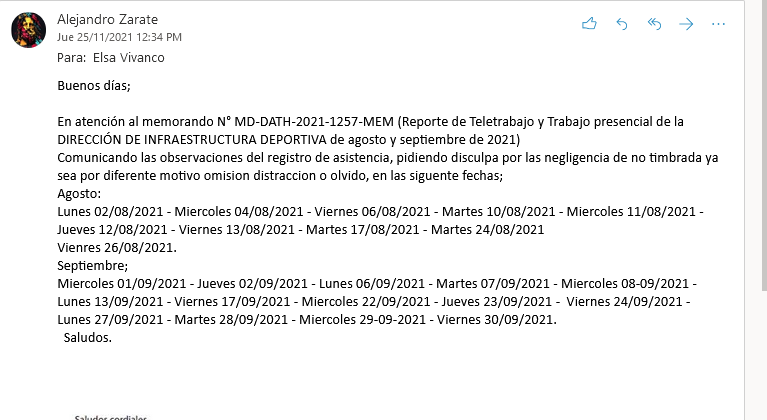 Alejandro Zarate
Jue 25/11/2021 12:34 PM
Para: Elsa Vivanco
Buenos días;
En atención al memorando N° MD-DATH-2021-1257-MEM (Reporte de Teletrabajo y Trabajo presencial de la
DIRECCIÓN DE INFRAESTRUCTURA DEPORTIVA de agosto y septiembre de 2021)
Comunicando las observaciones del registro de asistencia, pidiendo disculpa por las negligencia de no timbrada ya
sea por diferente motivo omision distraccion o olvido, en las siguente fechas;
Agosto:
Lunes 02/08/2021 - Miercoles 04/08/2021 - Viernes 06/08/2021 - Martes 10/08/2021 - Miercoles 11/08/2021 -
Jueves 12/08/2021 - Viernes 13/08/2021 - Martes 17/08/2021 - Martes 24/08/2021
Vienres 26/08/2021.
Septiembre;
Miercoles 01/09/2021 - Jueves 02/09/2021 - Lunes 06/09/2021 - Martes 07/09/2021 - Miercoles 08-09/2021 -
Lunes 13/09/2021 - Viernes 17/09/2021 - Miercoles 22/09/2021 - Jueves 23/09/2021 - Viernes 24/09/2021 -
Lunes 27/09/2021 - Martes 28/09/2021 - Miercoles 29-09-2021 - Viernes 30/09/2021.
Saludos.
Saludos cordiales